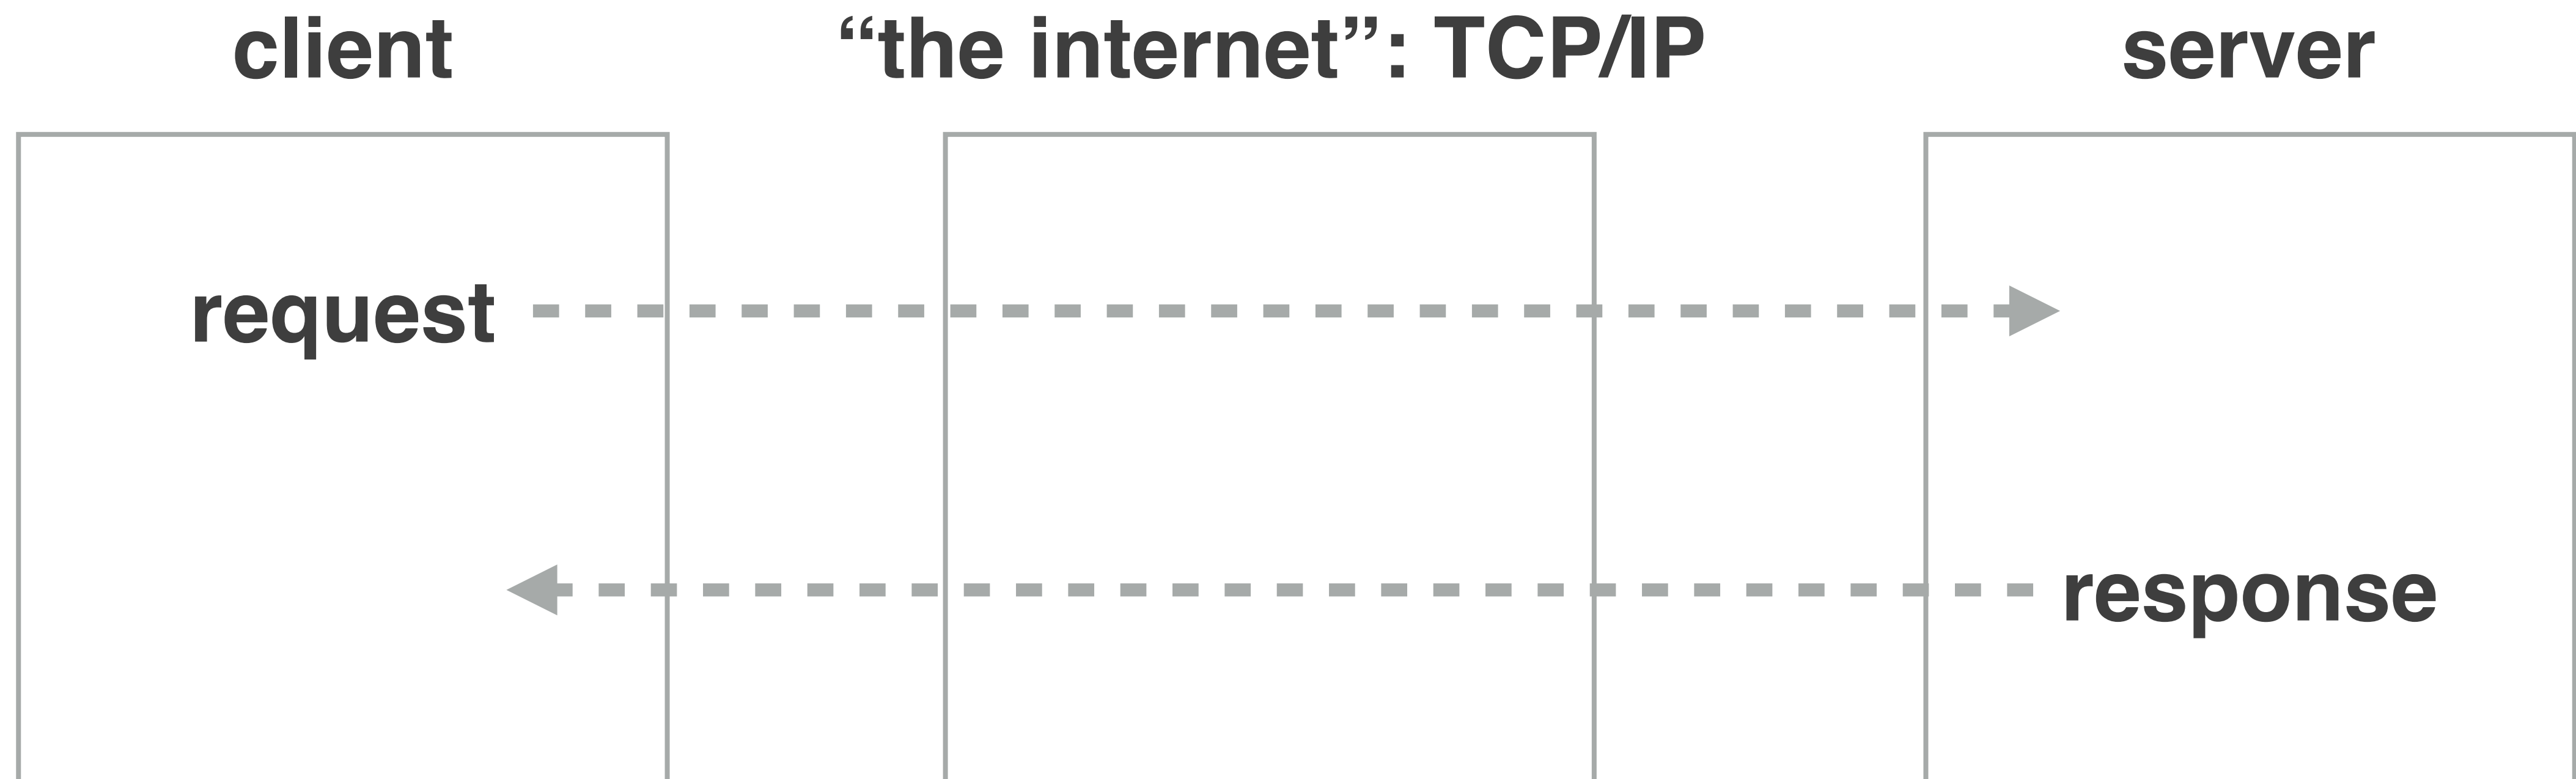 client
“the internet”: TCP/IP
server
request
response